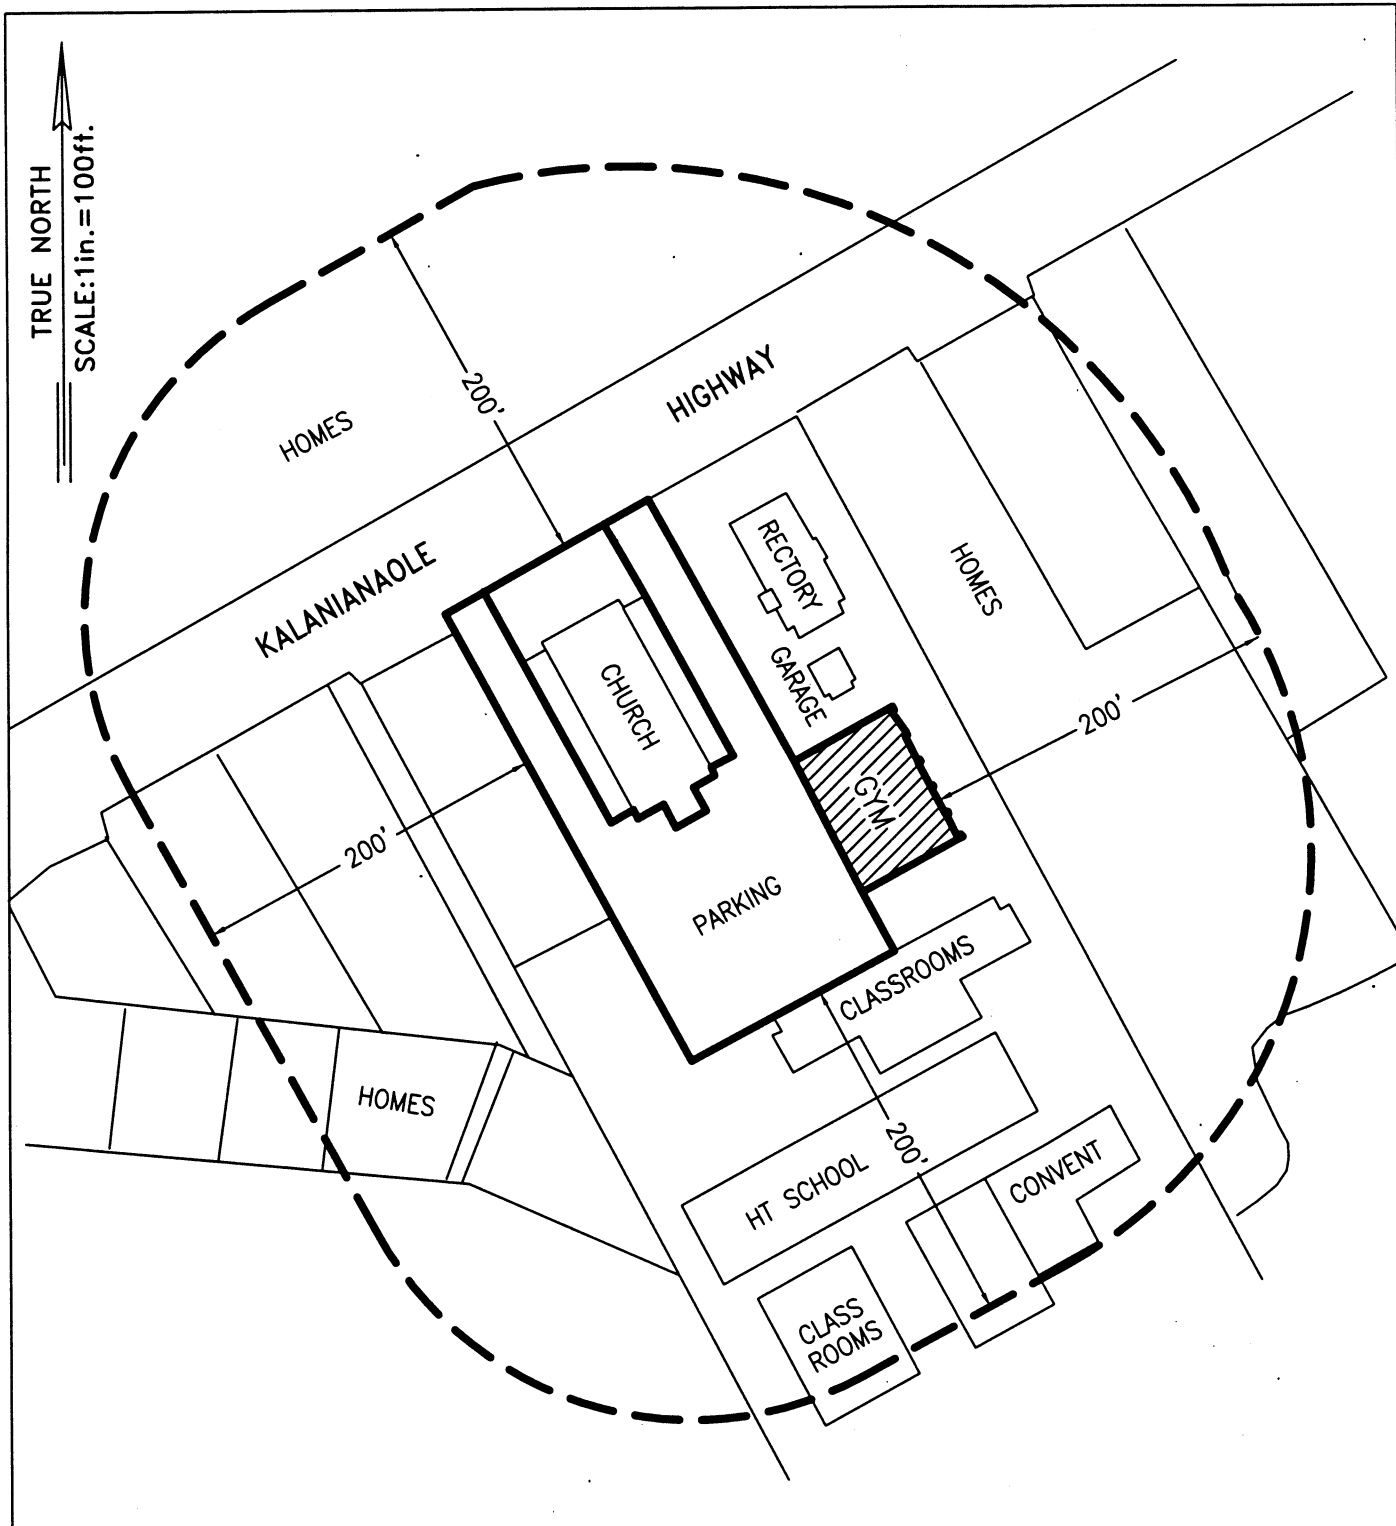 TRUE NORTH
SCALE:1in.=100ft.
200'
HIGHWAY
HOMES
KALANIANAOLE
RECTORY
HOMES
GARAGE
CHURCH
200'
GYM
200'
PARKING
CLASSROOMS
HOMES
200'
HT SCHOOL
CONVENT
CLASS
ROOMS